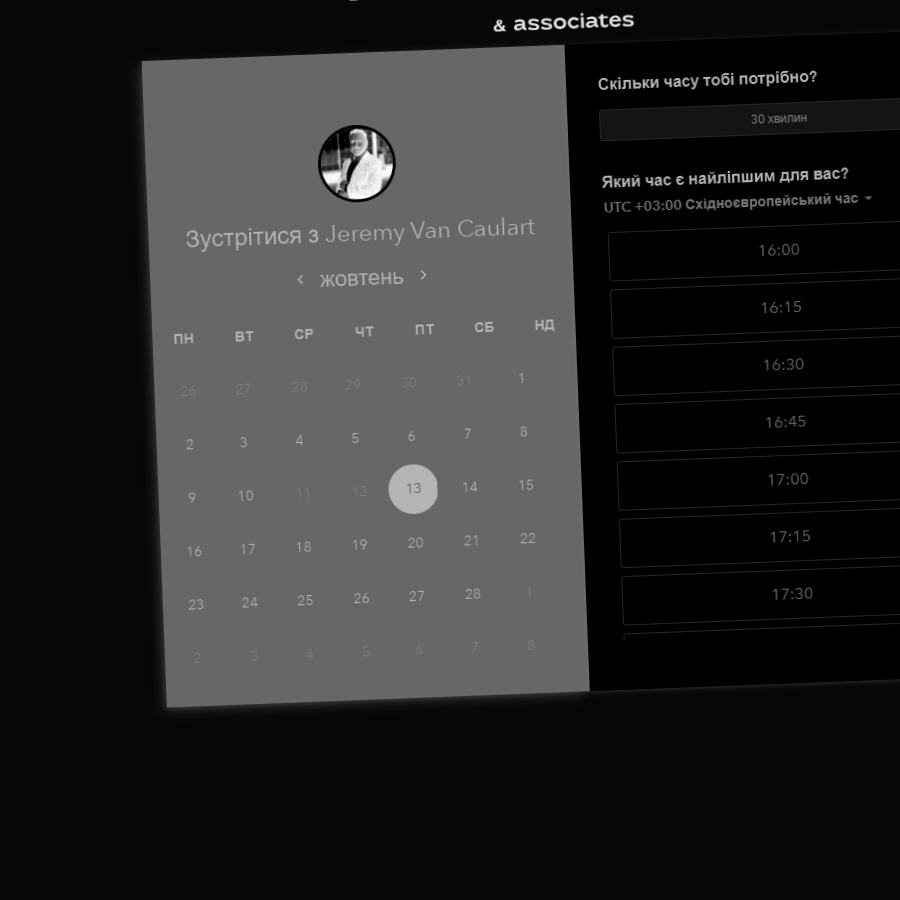 & associates
Зустрітися з Jeremy Van Caulart
жовтень
ПН ВТ СР ЧТ ПТ СБ НД
26 27 28 29 30 31 1
2 3 4 5 6 7 8
9 10 11 12 13 14 15
16 17 18 19 20 21 22
23 24 25 26 27 28 1
2 3 4 5 6 7 8
Скільки часу тобі потрібно?
30 хвилин
Який час є найліпшим для вас?
UTC +03:00 Східноєвропейський час
16:00
16:15
16:30
16:45
17:00
17:15
17:30